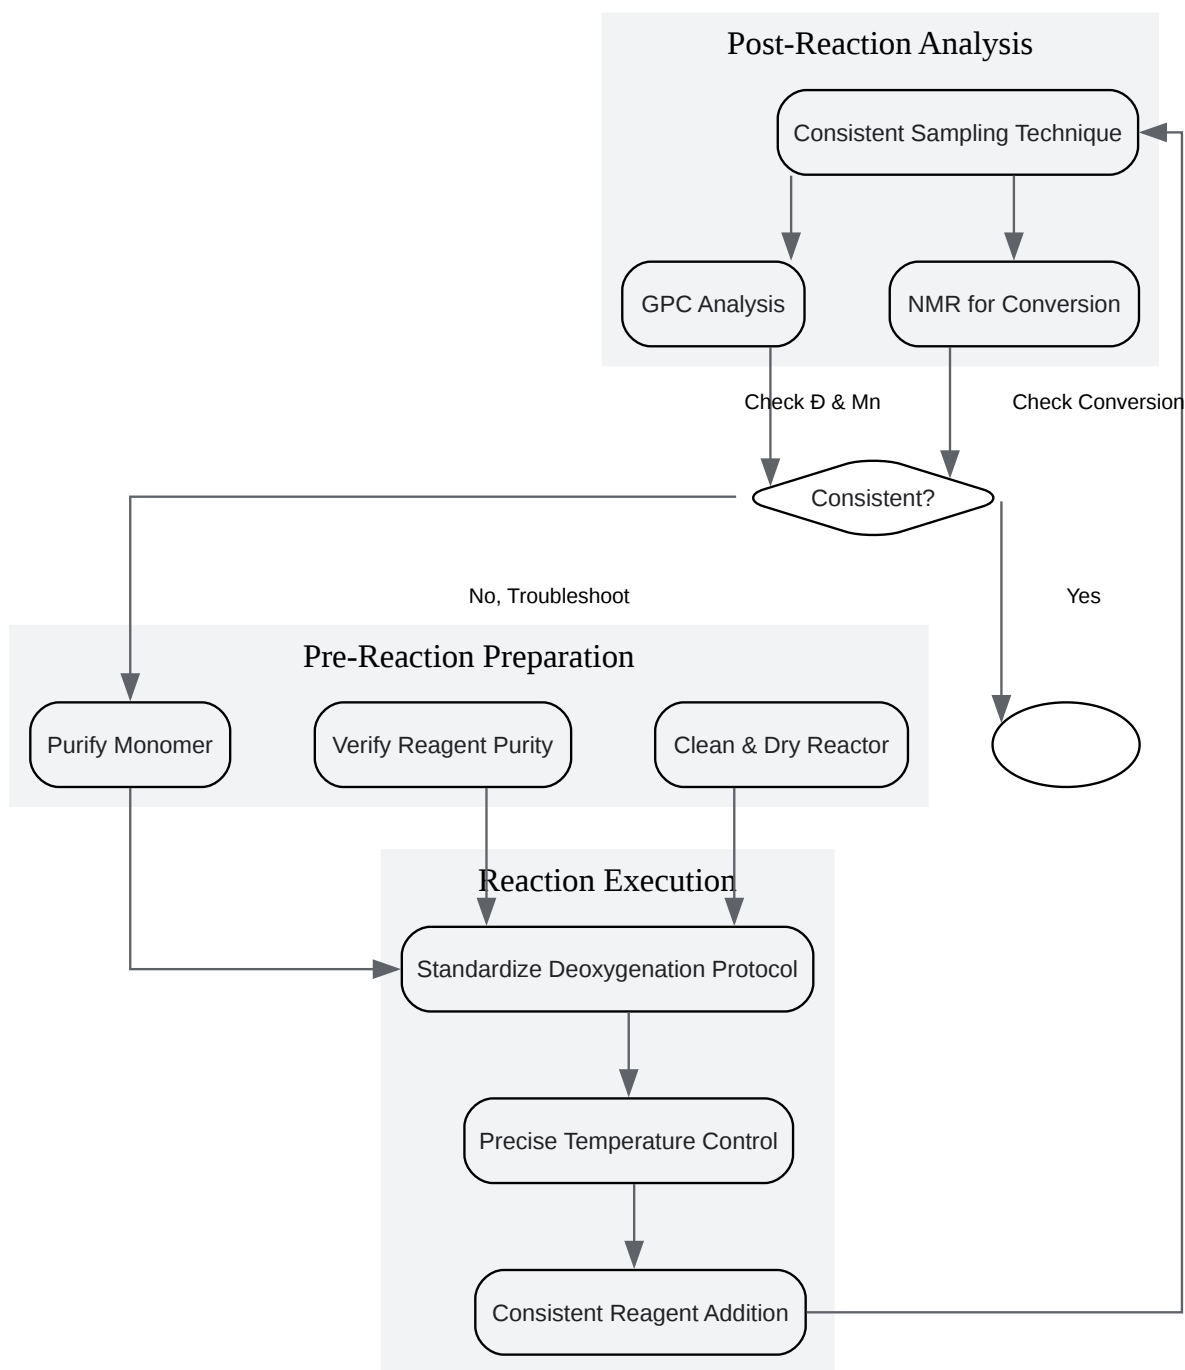 Post-Reaction Analysis
Consistent Sampling Technique
GPC Analysis
NMR for Conversion
Check Đ & Mn
Check Conversion
Consistent?
No, Troubleshoot
Yes
Pre-Reaction Preparation
Purify Monomer
Verify Reagent Purity
Clean & Dry Reactor
Reaction Execution
Standardize Deoxygenation Protocol
Precise Temperature Control
Consistent Reagent Addition